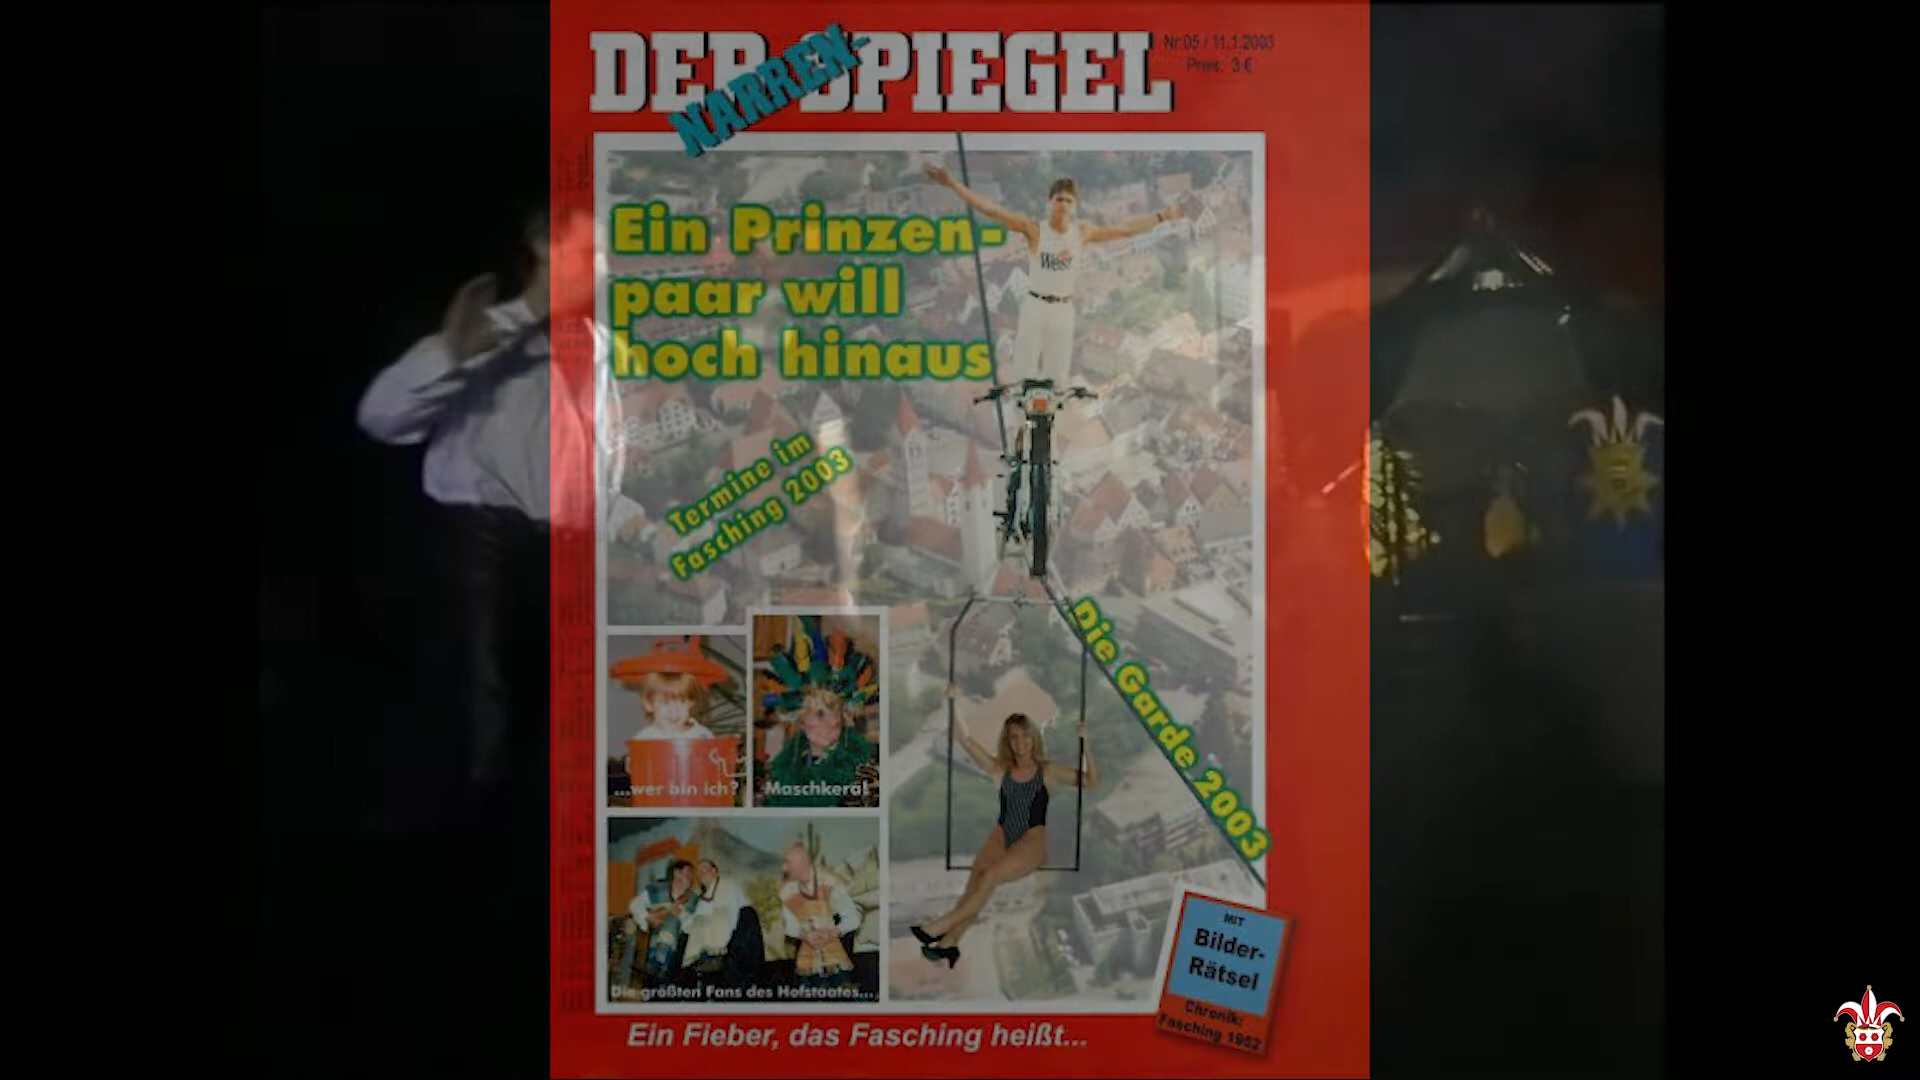 DER SPIEGEL
NARREN-
Nr.05 / 11.1.2003
Preis: 3 €
Ein Prinzen-
paar will
hoch hinaus
West
Termine im
Fasching 2003
Die Garde 2003
...wer bin ich?
Maschkera!
Die größten Fans des Hofstaates...
MIT
Bilder-
Rätsel
Chronik:
Fasching 1952
Ein Fieber, das Fasching heißt...